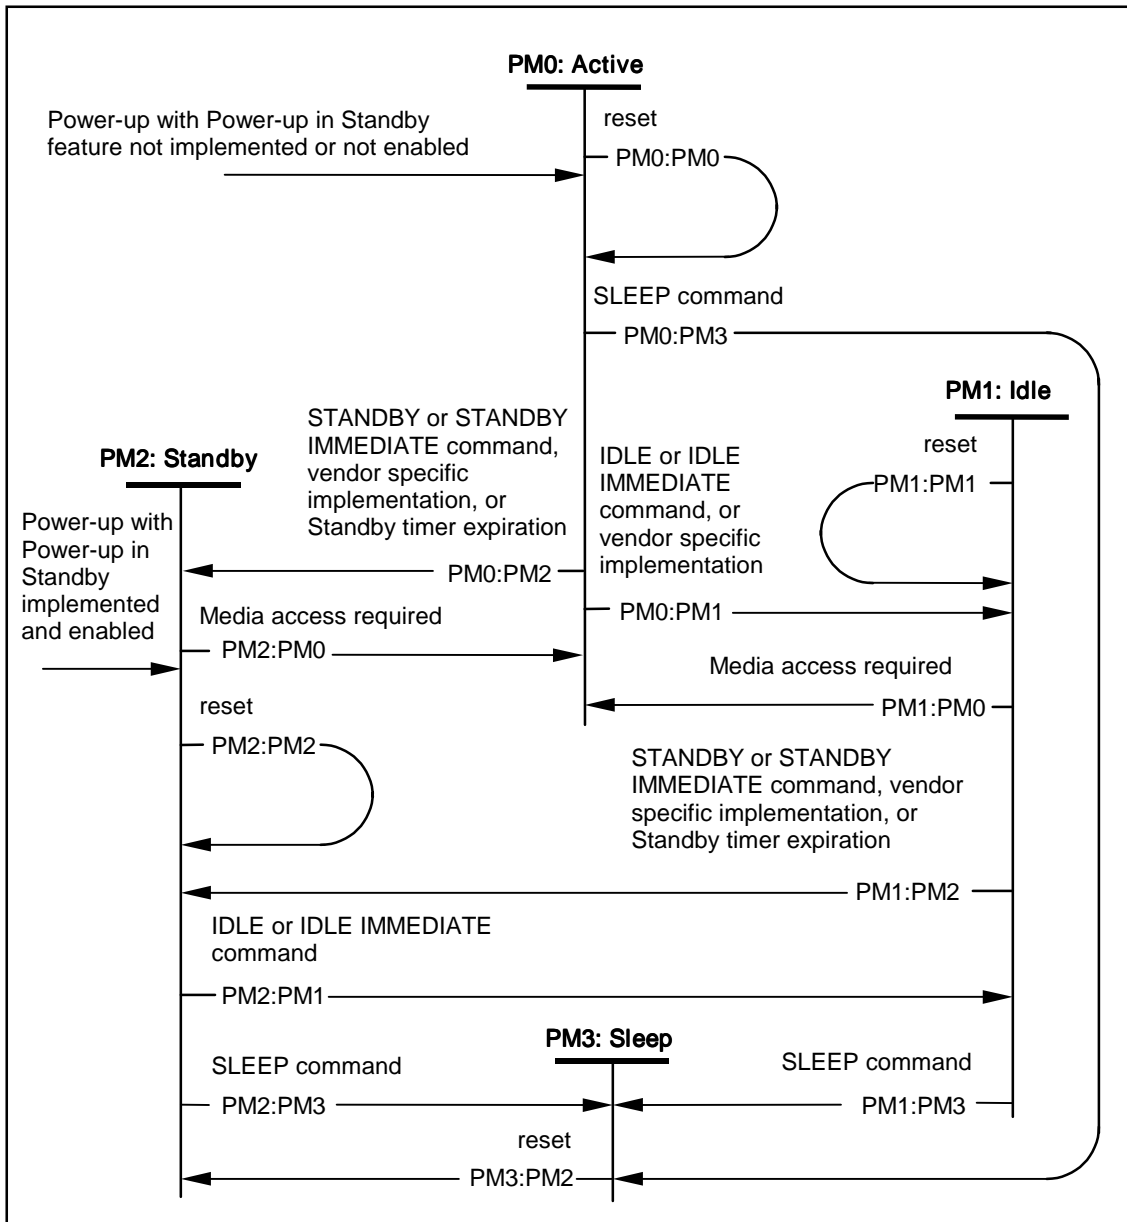 PM0: Active
Power-up with Power-up in Standby
feature not implemented or not enabled
reset
PM0:PM0
SLEEP command
PM0:PM3
PM1: Idle
STANDBY or STANDBY
IMMEDIATE command,
vendor specific
implementation, or
Standby timer expiration
PM2: Standby
IDLE or IDLE
IMMEDIATE
command, or
vendor specific
implementation
reset
PM1:PM1
Power-up with
Power-up in
Standby
implemented
and enabled
PM0:PM2
PM0:PM1
Media access required
PM2:PM0
Media access required
PM1:PM0
reset
PM2:PM2
STANDBY or STANDBY
IMMEDIATE command, vendor
specific implementation, or
Standby timer expiration
PM1:PM2
IDLE or IDLE IMMEDIATE
command
PM2:PM1
PM3: Sleep
SLEEP command
SLEEP command
PM2:PM3
PM1:PM3
reset
PM3:PM2